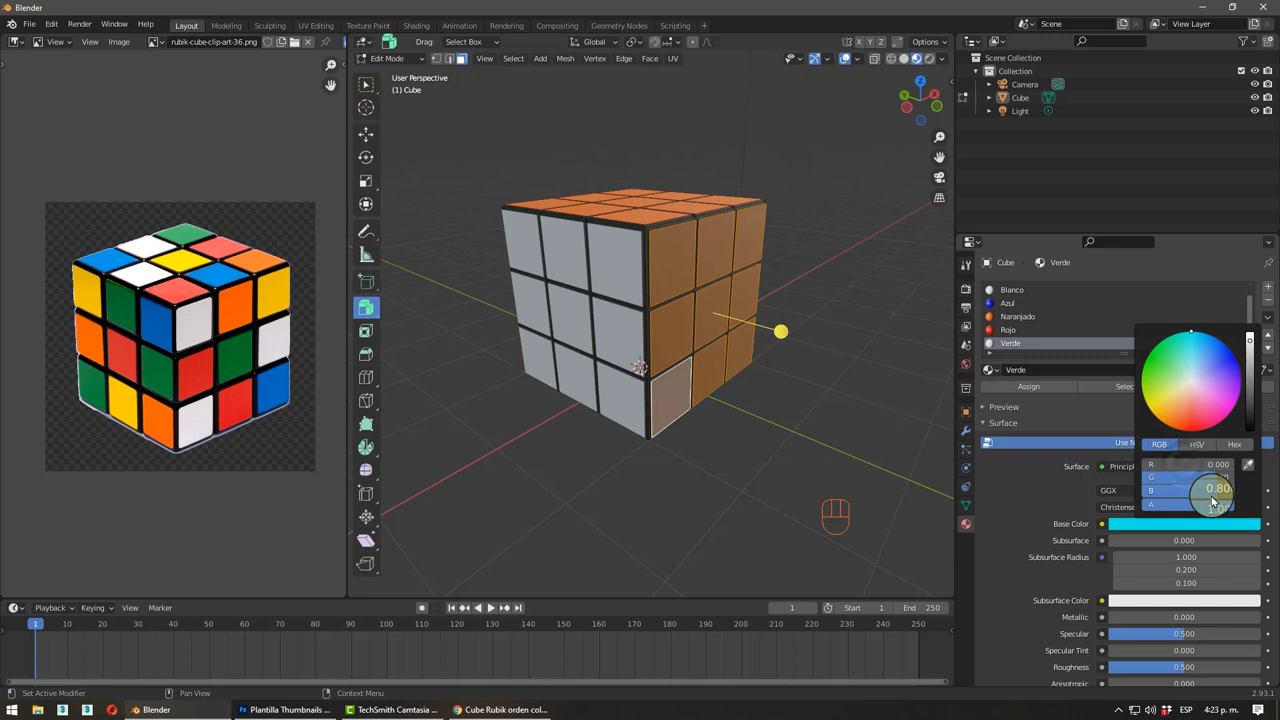 Blender
File Edit Render Window Help Layout Modeling Sculpting UV Editing Texture Paint Shading Animation Rendering Compositing Geometry Nodes Scripting + Scene View Layer
View View Image rubik-cube-clip-art-36.png Drag: Select Box Global X Y Z Options
Edit Mode View Select Add Mesh Vertex Edge Face UV
User Perspective
(1) Cube
Z
Y
X
Scene Collection
Collection
Camera
Cube
Light
Cube Verde
Blanco
Azul
Naranjado
Rojo
Verde
Verde
Assign
Preview
Surface
RGB HSV Hex
R 0.000
G
B 0.80
A
Surface Princip
GGX
Christense
Base Color
Subsurface 0.000
Subsurface Radius 1.000
0.200
0.100
Subsurface Color
Metallic 0.000
Specular 0.500
Specular Tint 0.000
Roughness 0.500
Anisotropic 0.000
Playback Keying View Marker 1 Start 1 End 250
1 10 20 30 40 50 60 70 80 90 100 110 120 130 140 150 160 170 180 190 200 210 220 230 240 250
Set Active Modifier Pan View Context Menu 2.93.1
Blender Plantilla Thumbnails ... TechSmith Camtasia ... Cube Rubik orden col... ESP 4:23 p. m.